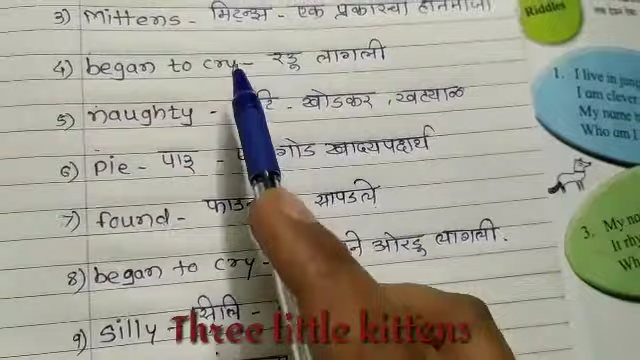 3) Mittens - मिटन्झ - एक प्रकारचा हातमोजा
4) began to cry - रडू लागली
5) naughty - खोडकर, खट्याळ
6) pie - पाइ - गोड खाद्यपदार्थ
7) found - सापडले
8) began to cry - ने ओरडू लागली.
9) silly - सिलि -
Three little kittens
Riddles
1. I live in jung
I am clever
My name
Who am I
3. My no
It rhy
Wh